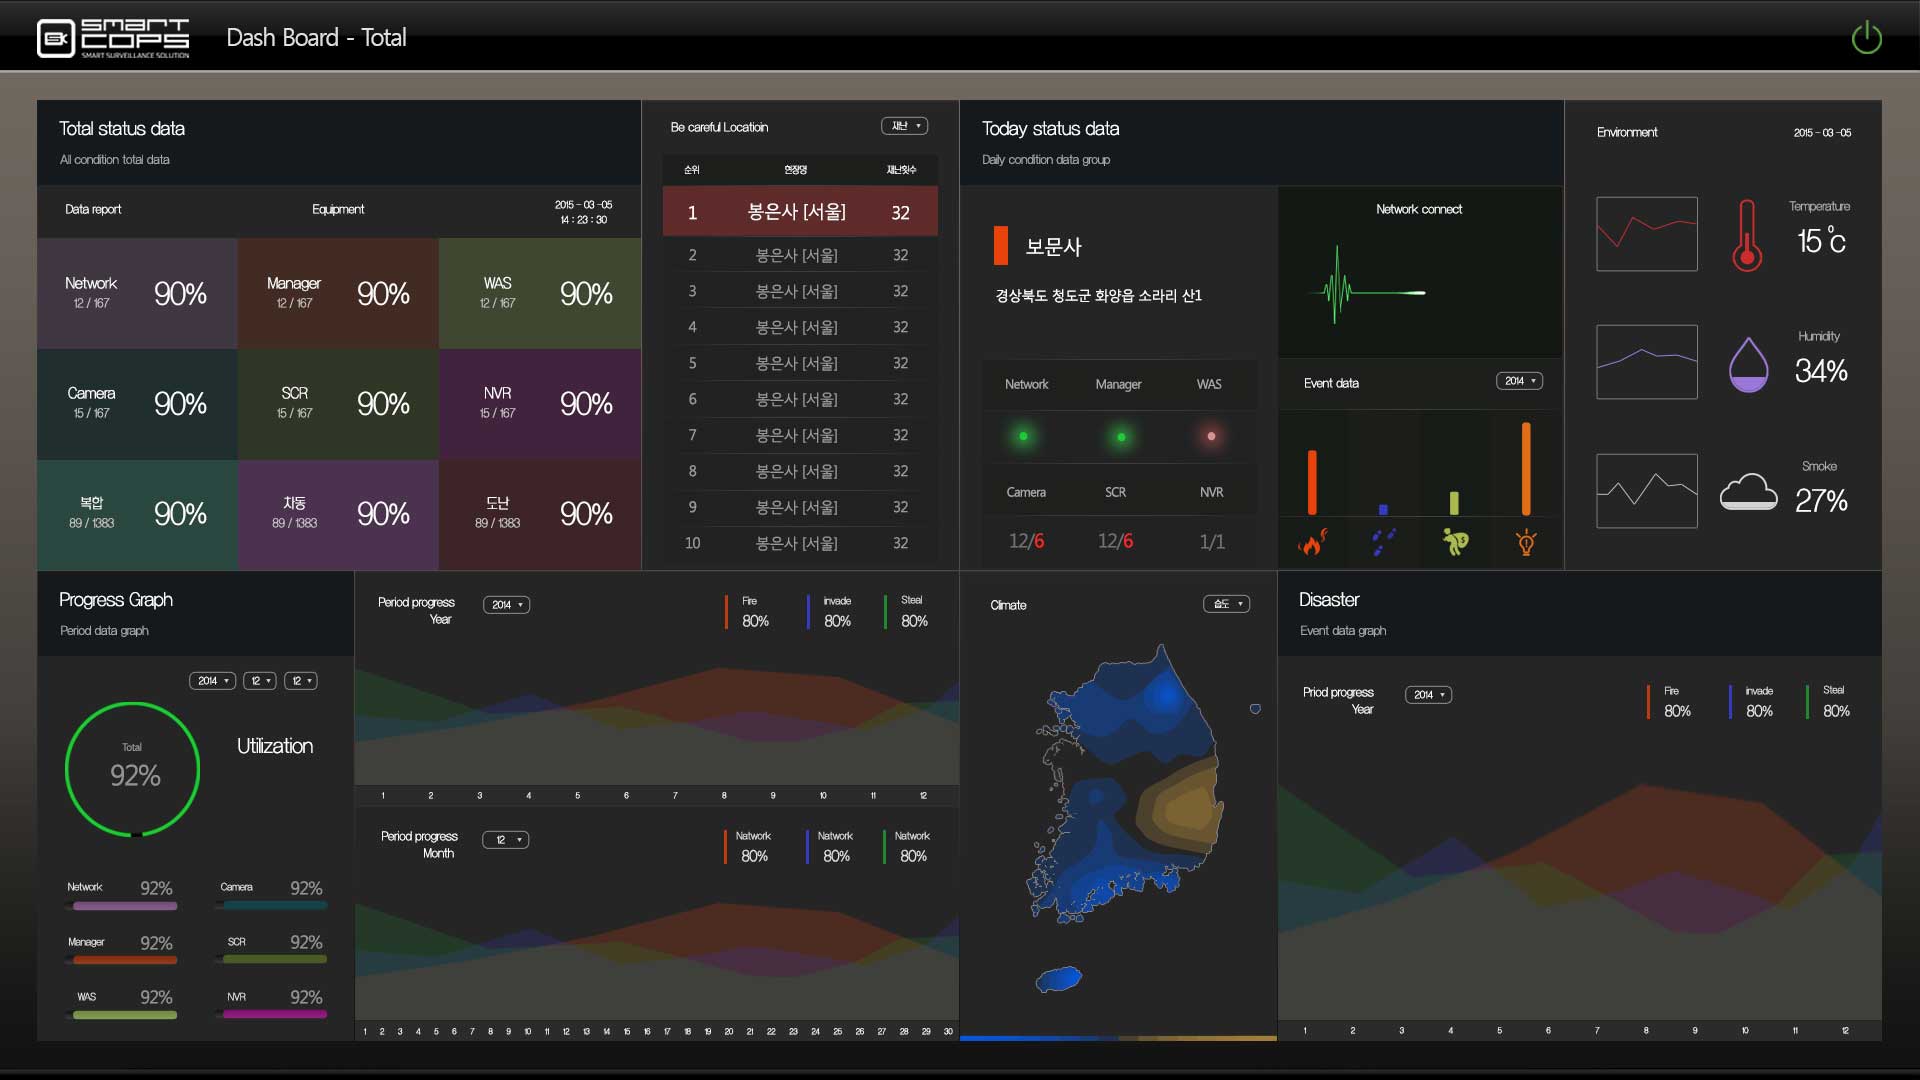 SK
SMART
COPS
SMART SURVEILLANCE SOLUTION
Dash Board - Total
Total status data
All condition total data
Data report
Equipment
2015 - 03 -05
14 : 23 : 30
Network
12 / 167
90%
Manager
12 / 167
90%
WAS
12 / 167
90%
Camera
15 / 167
90%
SCR
15 / 167
90%
NVR
15 / 167
90%
복합
89 / 1383
90%
차동
89 / 1383
90%
도난
89 / 1383
90%
Be careful Locatioin
재난
순위 현장명 재난횟수
1 봉은사 [서울] 32
2 봉은사 [서울] 32
3 봉은사 [서울] 32
4 봉은사 [서울] 32
5 봉은사 [서울] 32
6 봉은사 [서울] 32
7 봉은사 [서울] 32
8 봉은사 [서울] 32
9 봉은사 [서울] 32
10 봉은사 [서울] 32
Today status data
Daily condition data group
보문사
경상북도 청도군 화양읍 소라리 산1
Network Manager WAS
Camera SCR NVR
12/6 12/6 1/1
Network connect
Event data
2014
Environment
2015 - 03 -05
Temperature
15℃
Humidity
34%
Smoke
27%
Progress Graph
Period data graph
2014 12 12
Total
92%
Utilization
Network 92%
Camera 92%
Manager 92%
SCR 92%
WAS 92%
NVR 92%
Period progress
Year
2014
Fire
80%
invade
80%
Steal
80%
1 2 3 4 5 6 7 8 9 10 11 12
Period progress
Month
12
Natwork
80%
Natwork
80%
Natwork
80%
1 2 3 4 5 6 7 8 9 10 11 12 13 14 15 16 17 18 19 20 21 22 23 24 25 26 27 28 29 30
Climate
습도
Disaster
Event data graph
Priod progress
Year
2014
Fire
80%
invade
80%
Steal
80%
1 2 3 4 5 6 7 8 9 10 11 12